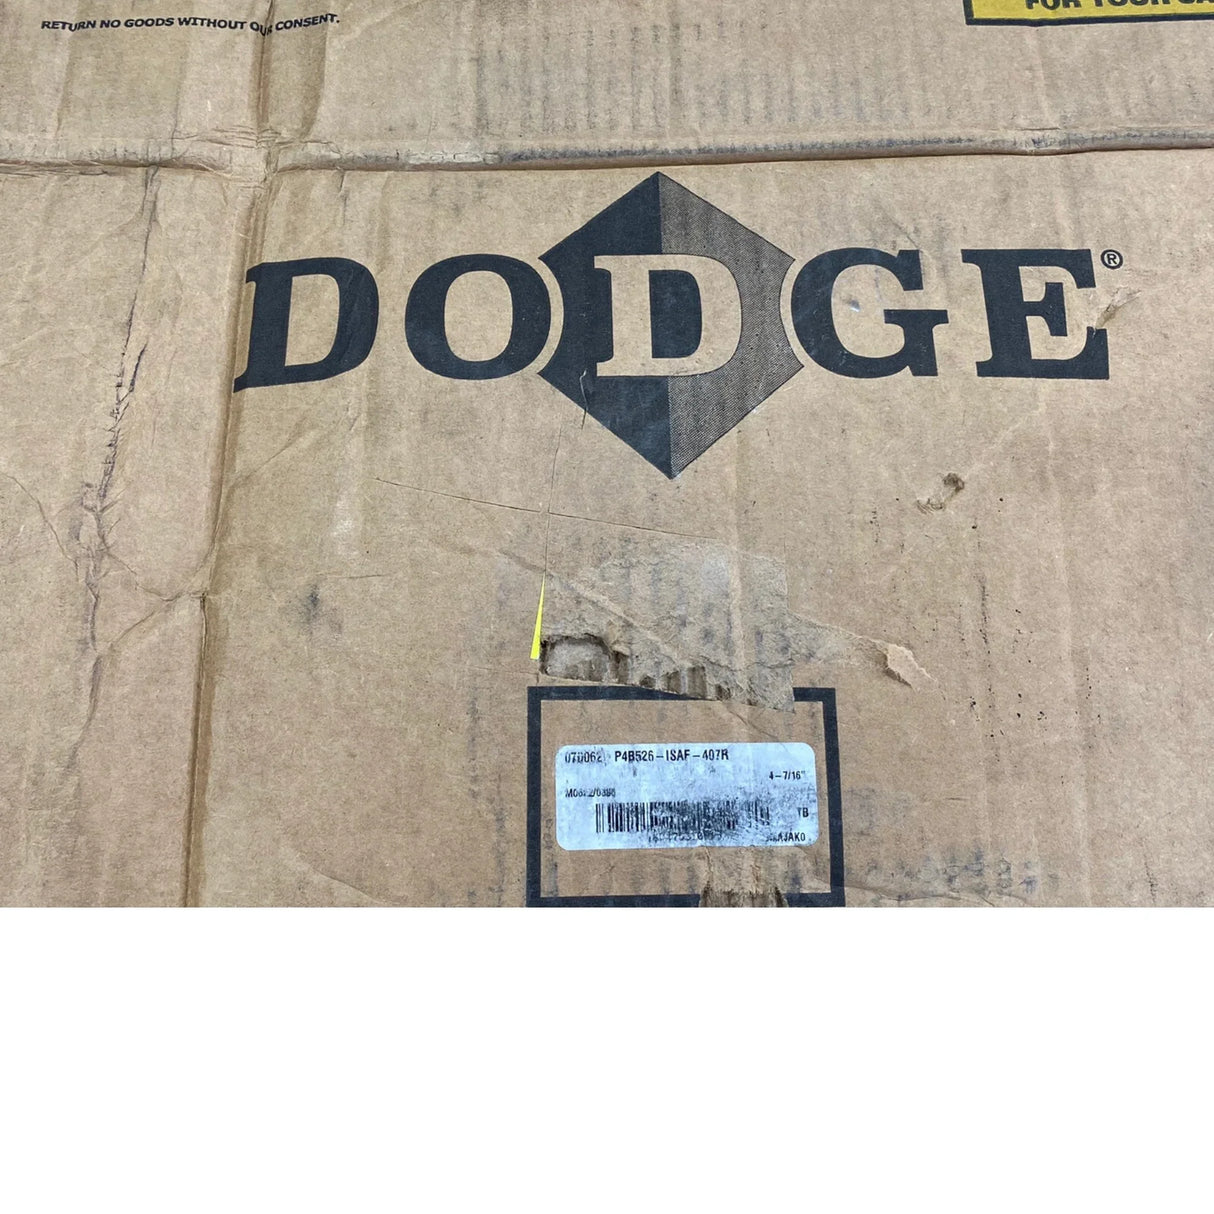 RETURN NO GOODS WITHOUT OUR CONSENT.
FOR YOUR
DODGE®
070062 P4B526-ISAF-407R
4-7/16"
TB